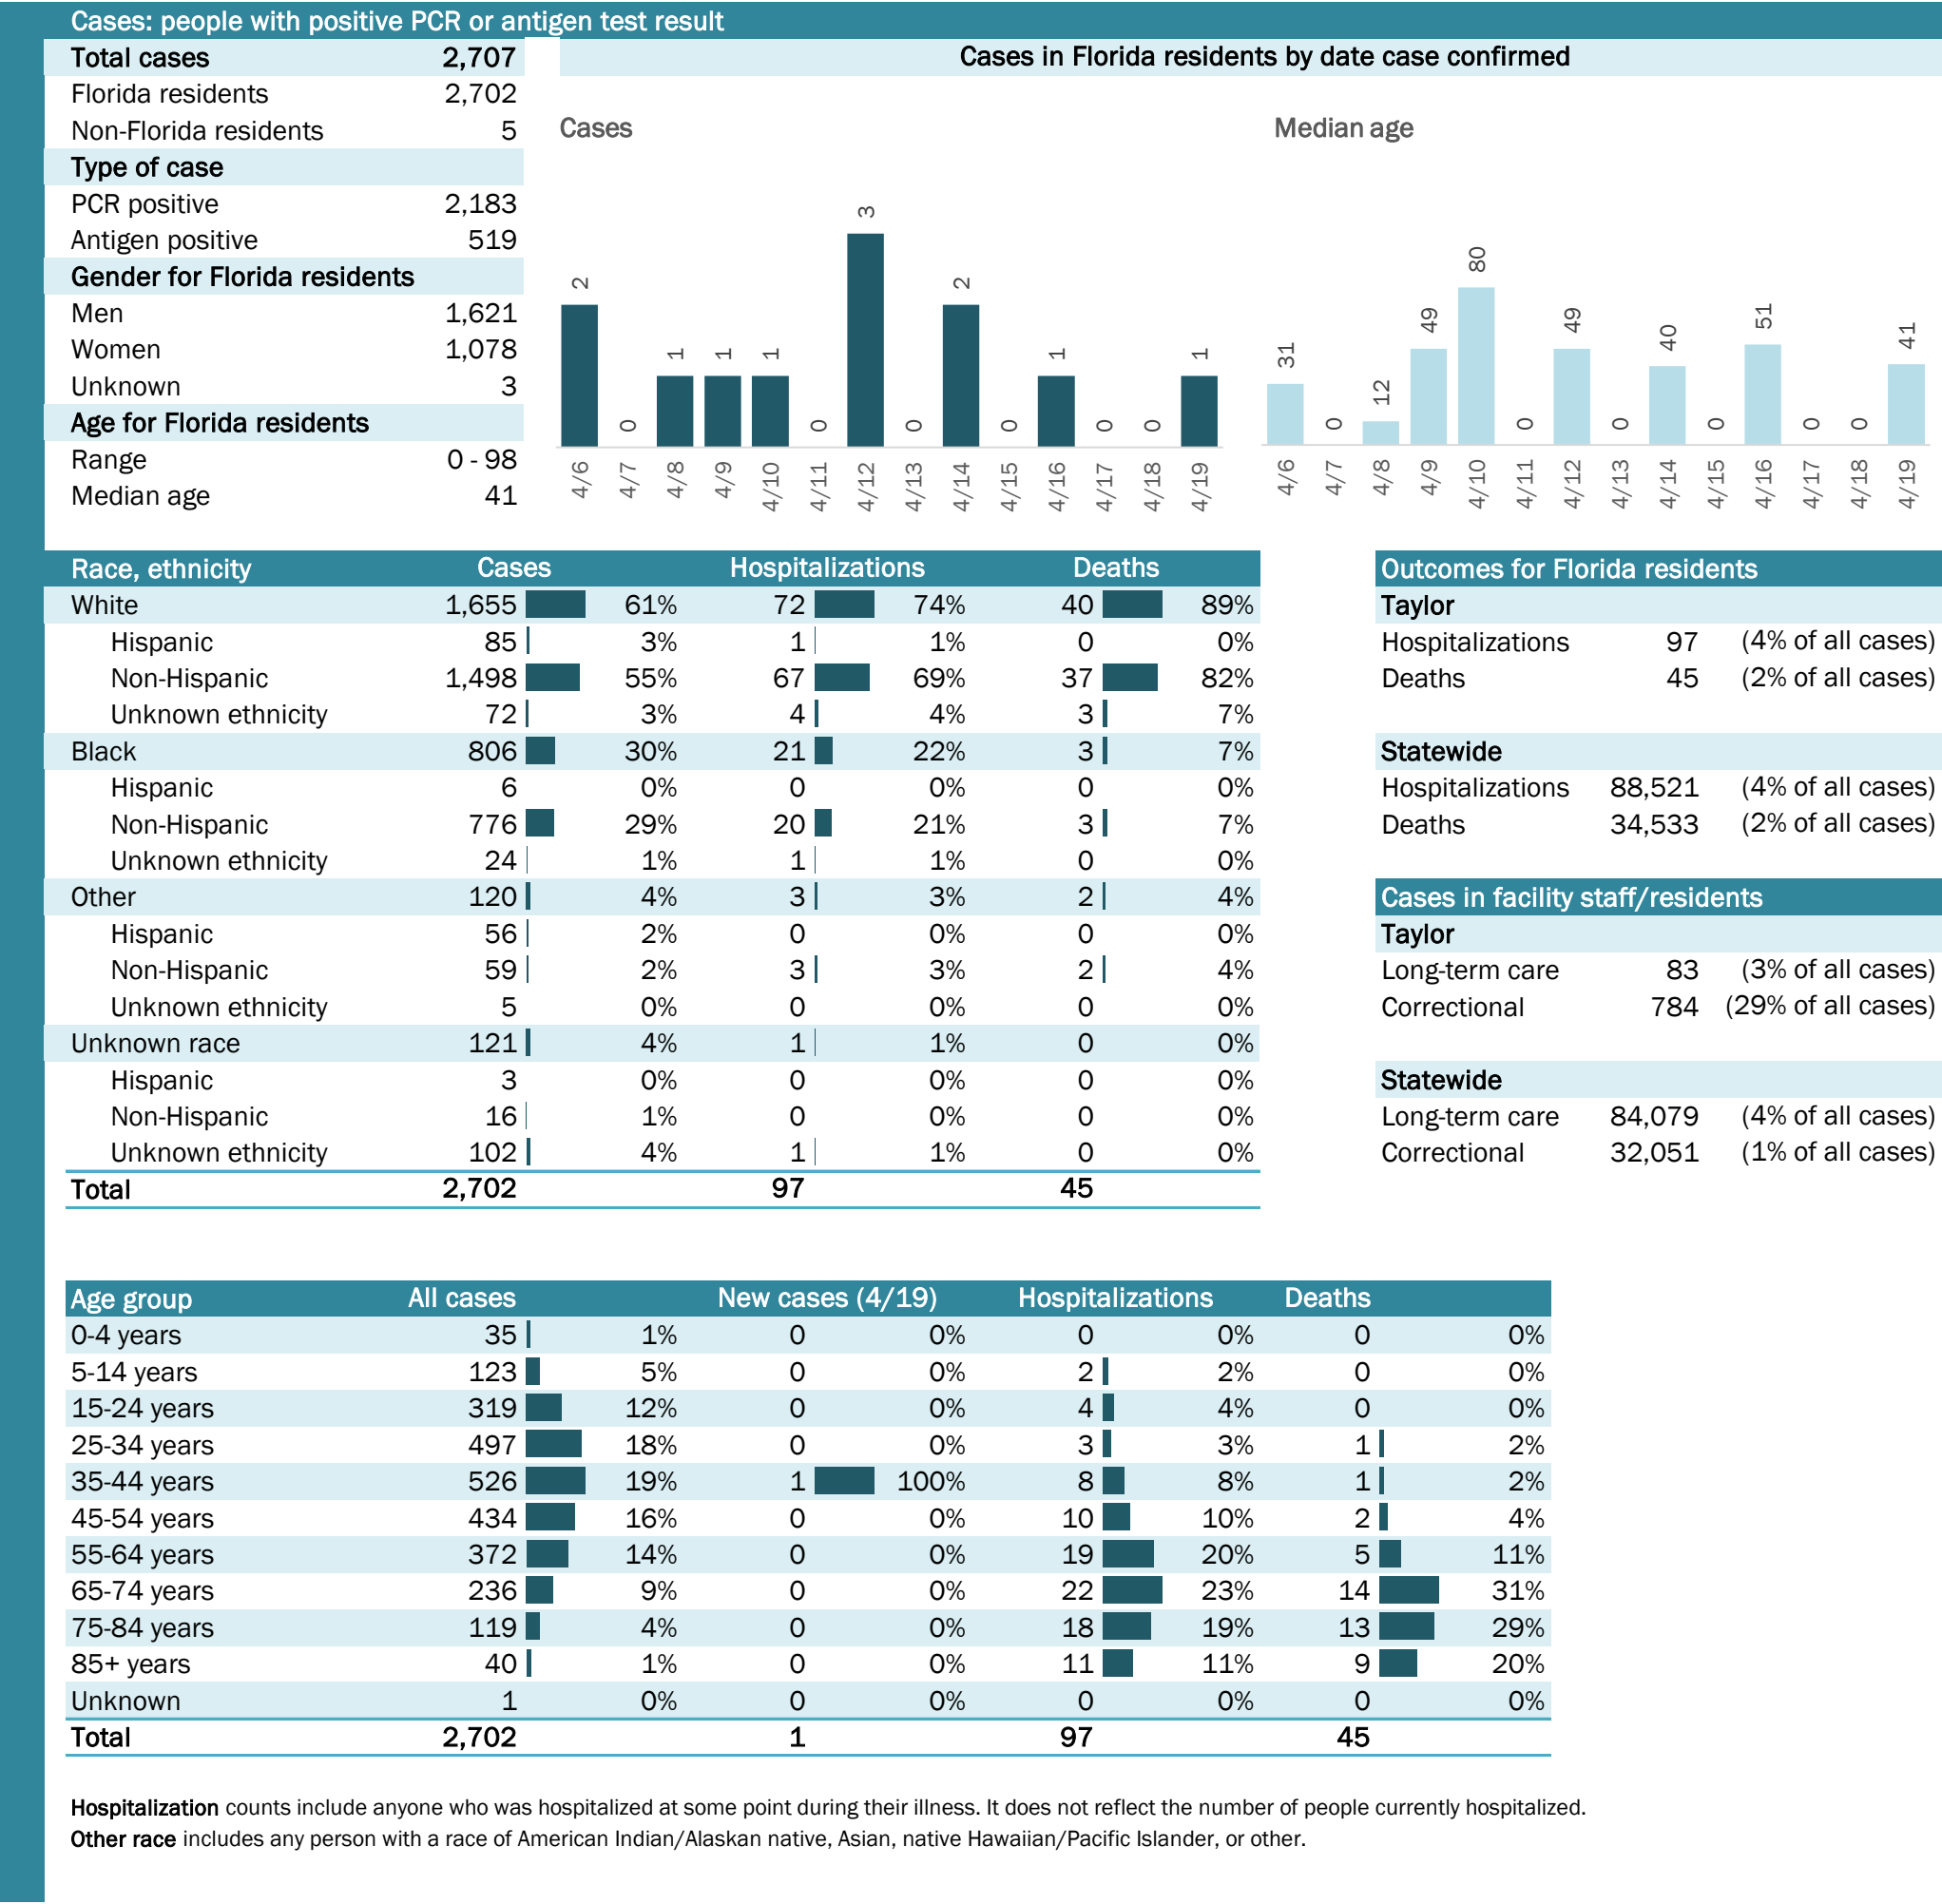 Cases: people with positive PCR or antigen test result
Total cases 2,707
Florida residents 2,702
Non-Florida residents 5
Type of case
PCR positive 2,183
Antigen positive 519
Gender for Florida residents
Men 1,621
Women 1,078
Unknown 3
Age for Florida residents
Range 0 - 98
Median age 41
Cases in Florida residents by date case confirmed
Cases
2 0 1 1 1 0 3 0 2 0 1 0 0 1
4/6 4/7 4/8 4/9 4/10 4/11 4/12 4/13 4/14 4/15 4/16 4/17 4/18 4/19
Median age
31 0 12 49 80 0 49 0 40 0 51 0 0 41
4/6 4/7 4/8 4/9 4/10 4/11 4/12 4/13 4/14 4/15 4/16 4/17 4/18 4/19
Race, ethnicity Cases Hospitalizations Deaths
White 1,655 61% 72 74% 40 89%
Hispanic 85 3% 1 1% 0 0%
Non-Hispanic 1,498 55% 67 69% 37 82%
Unknown ethnicity 72 3% 4 4% 3 7%
Black 806 30% 21 22% 3 7%
Hispanic 6 0% 0 0% 0 0%
Non-Hispanic 776 29% 20 21% 3 7%
Unknown ethnicity 24 1% 1 1% 0 0%
Other 120 4% 3 3% 2 4%
Hispanic 56 2% 0 0% 0 0%
Non-Hispanic 59 2% 3 3% 2 4%
Unknown ethnicity 5 0% 0 0% 0 0%
Unknown race 121 4% 1 1% 0 0%
Hispanic 3 0% 0 0% 0 0%
Non-Hispanic 16 1% 0 0% 0 0%
Unknown ethnicity 102 4% 1 1% 0 0%
Total 2,702 97 45
Outcomes for Florida residents
Taylor
Hospitalizations 97 (4% of all cases)
Deaths 45 (2% of all cases)
Statewide
Hospitalizations 88,521 (4% of all cases)
Deaths 34,533 (2% of all cases)
Cases in facility staff/residents
Taylor
Long-term care 83 (3% of all cases)
Correctional 784 (29% of all cases)
Statewide
Long-term care 84,079 (4% of all cases)
Correctional 32,051 (1% of all cases)
Age group All cases New cases (4/19) Hospitalizations Deaths
0-4 years 35 1% 0 0% 0 0% 0 0%
5-14 years 123 5% 0 0% 2 2% 0 0%
15-24 years 319 12% 0 0% 4 4% 0 0%
25-34 years 497 18% 0 0% 3 3% 1 2%
35-44 years 526 19% 1 100% 8 8% 1 2%
45-54 years 434 16% 0 0% 10 10% 2 4%
55-64 years 372 14% 0 0% 19 20% 5 11%
65-74 years 236 9% 0 0% 22 23% 14 31%
75-84 years 119 4% 0 0% 18 19% 13 29%
85+ years 40 1% 0 0% 11 11% 9 20%
Unknown 1 0% 0 0% 0 0% 0 0%
Total 2,702 1 97 45
Hospitalization counts include anyone who was hospitalized at some point during their illness. It does not reflect the number of people currently hospitalized.
Other race includes any person with a race of American Indian/Alaskan native, Asian, native Hawaiian/Pacific Islander, or other.